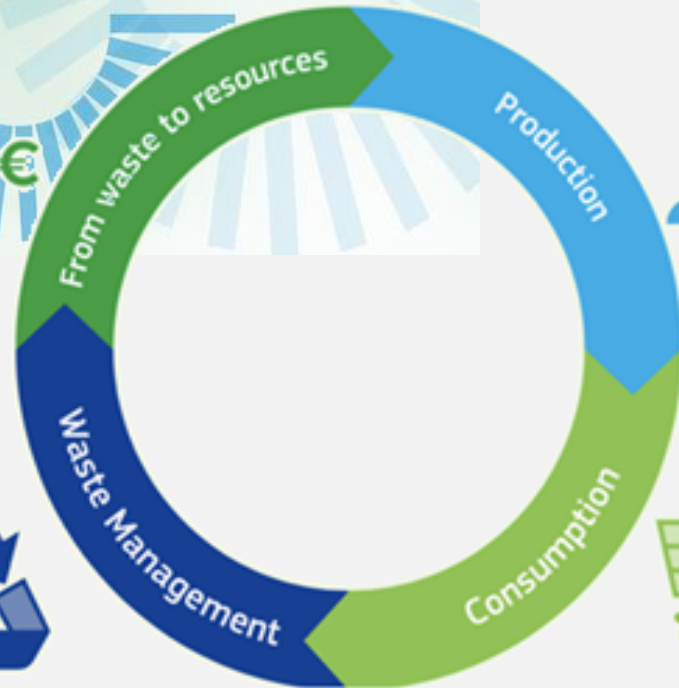 From waste to resources
Production
Consumption
Waste Management
€